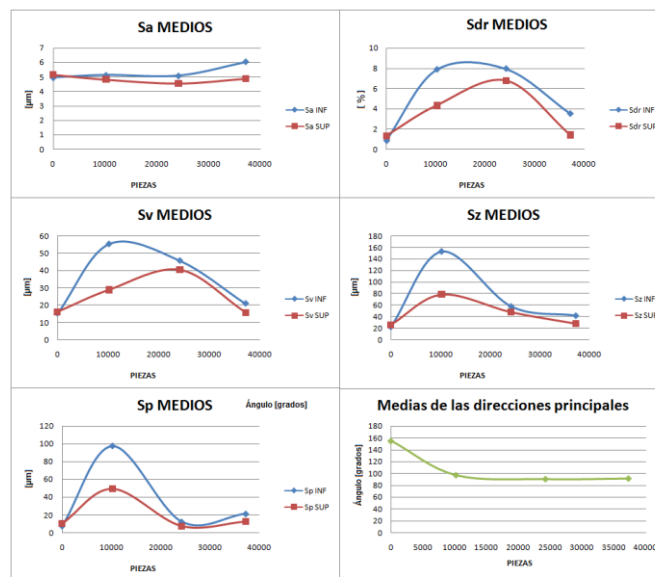 Sa MEDIOS
7
6
5
4
3
2
1
0
[µm]
0 10000 20000 30000 40000
PIEZAS
Sa INF
Sa SUP
Sdr MEDIOS
10
8
6
4
2
0
[ %]
0 10000 20000 30000 40000
PIEZAS
Sdr INF
Sdr SUP
Sv MEDIOS
60
50
40
30
20
10
0
[µm]
0 10000 20000 30000 40000
PIEZAS
Sv INF
Sv SUP
Sz MEDIOS
180
160
140
120
100
80
60
40
20
0
[µm]
0 10000 20000 30000 40000
PIEZAS
Sz INF
Sz SUP
Sp MEDIOS
Ángulo [grados]
120
100
80
60
40
20
0
[µm]
0 10000 20000 30000 40000
PIEZAS
Sp INF
Sp SUP
Medias de las direcciones principales
180
160
140
120
100
80
60
40
20
0
Ángulo [grados]
0 5000 10000 15000 20000 25000 30000 35000 40000
PIEZAS